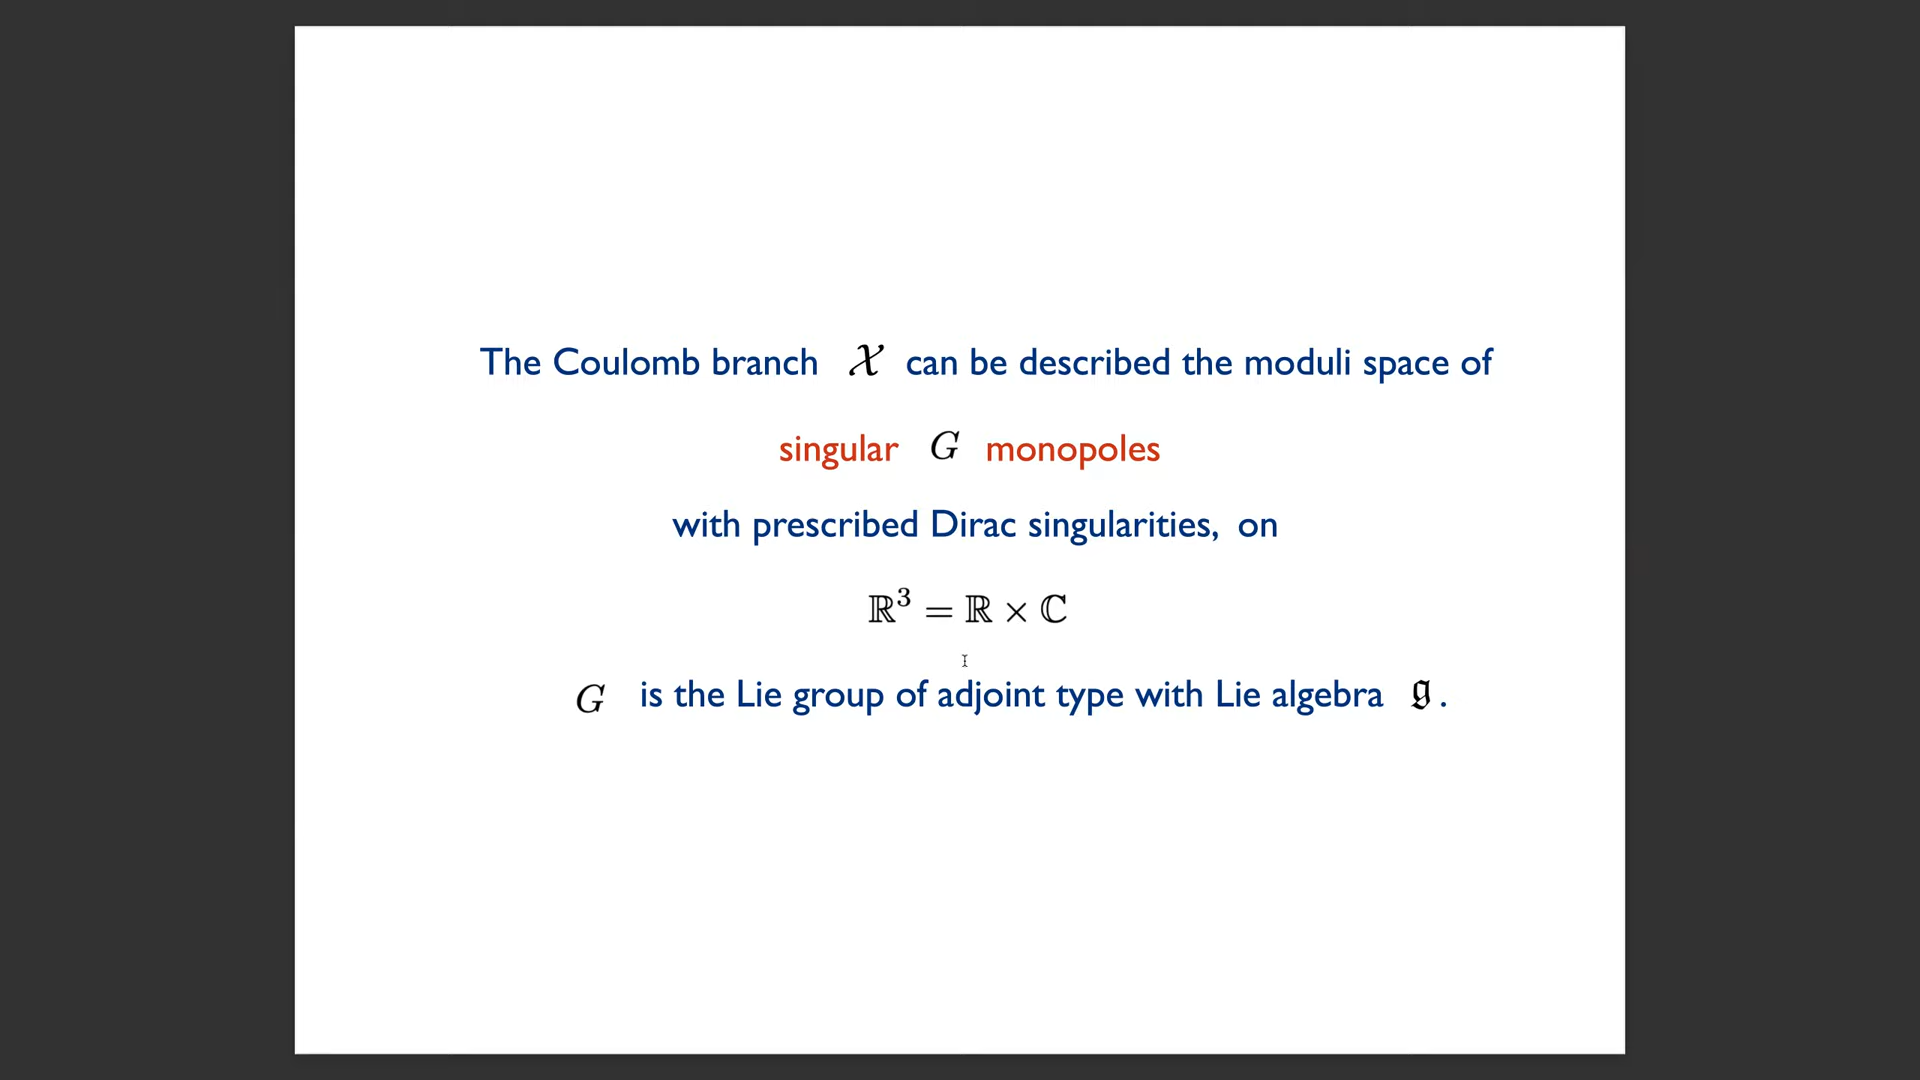 The Coulomb branch 𝒳 can be described the moduli space of
singular G monopoles
with prescribed Dirac singularities, on
ℝ³ = ℝ × ℂ
G is the Lie group of adjoint type with Lie algebra 𝔤.